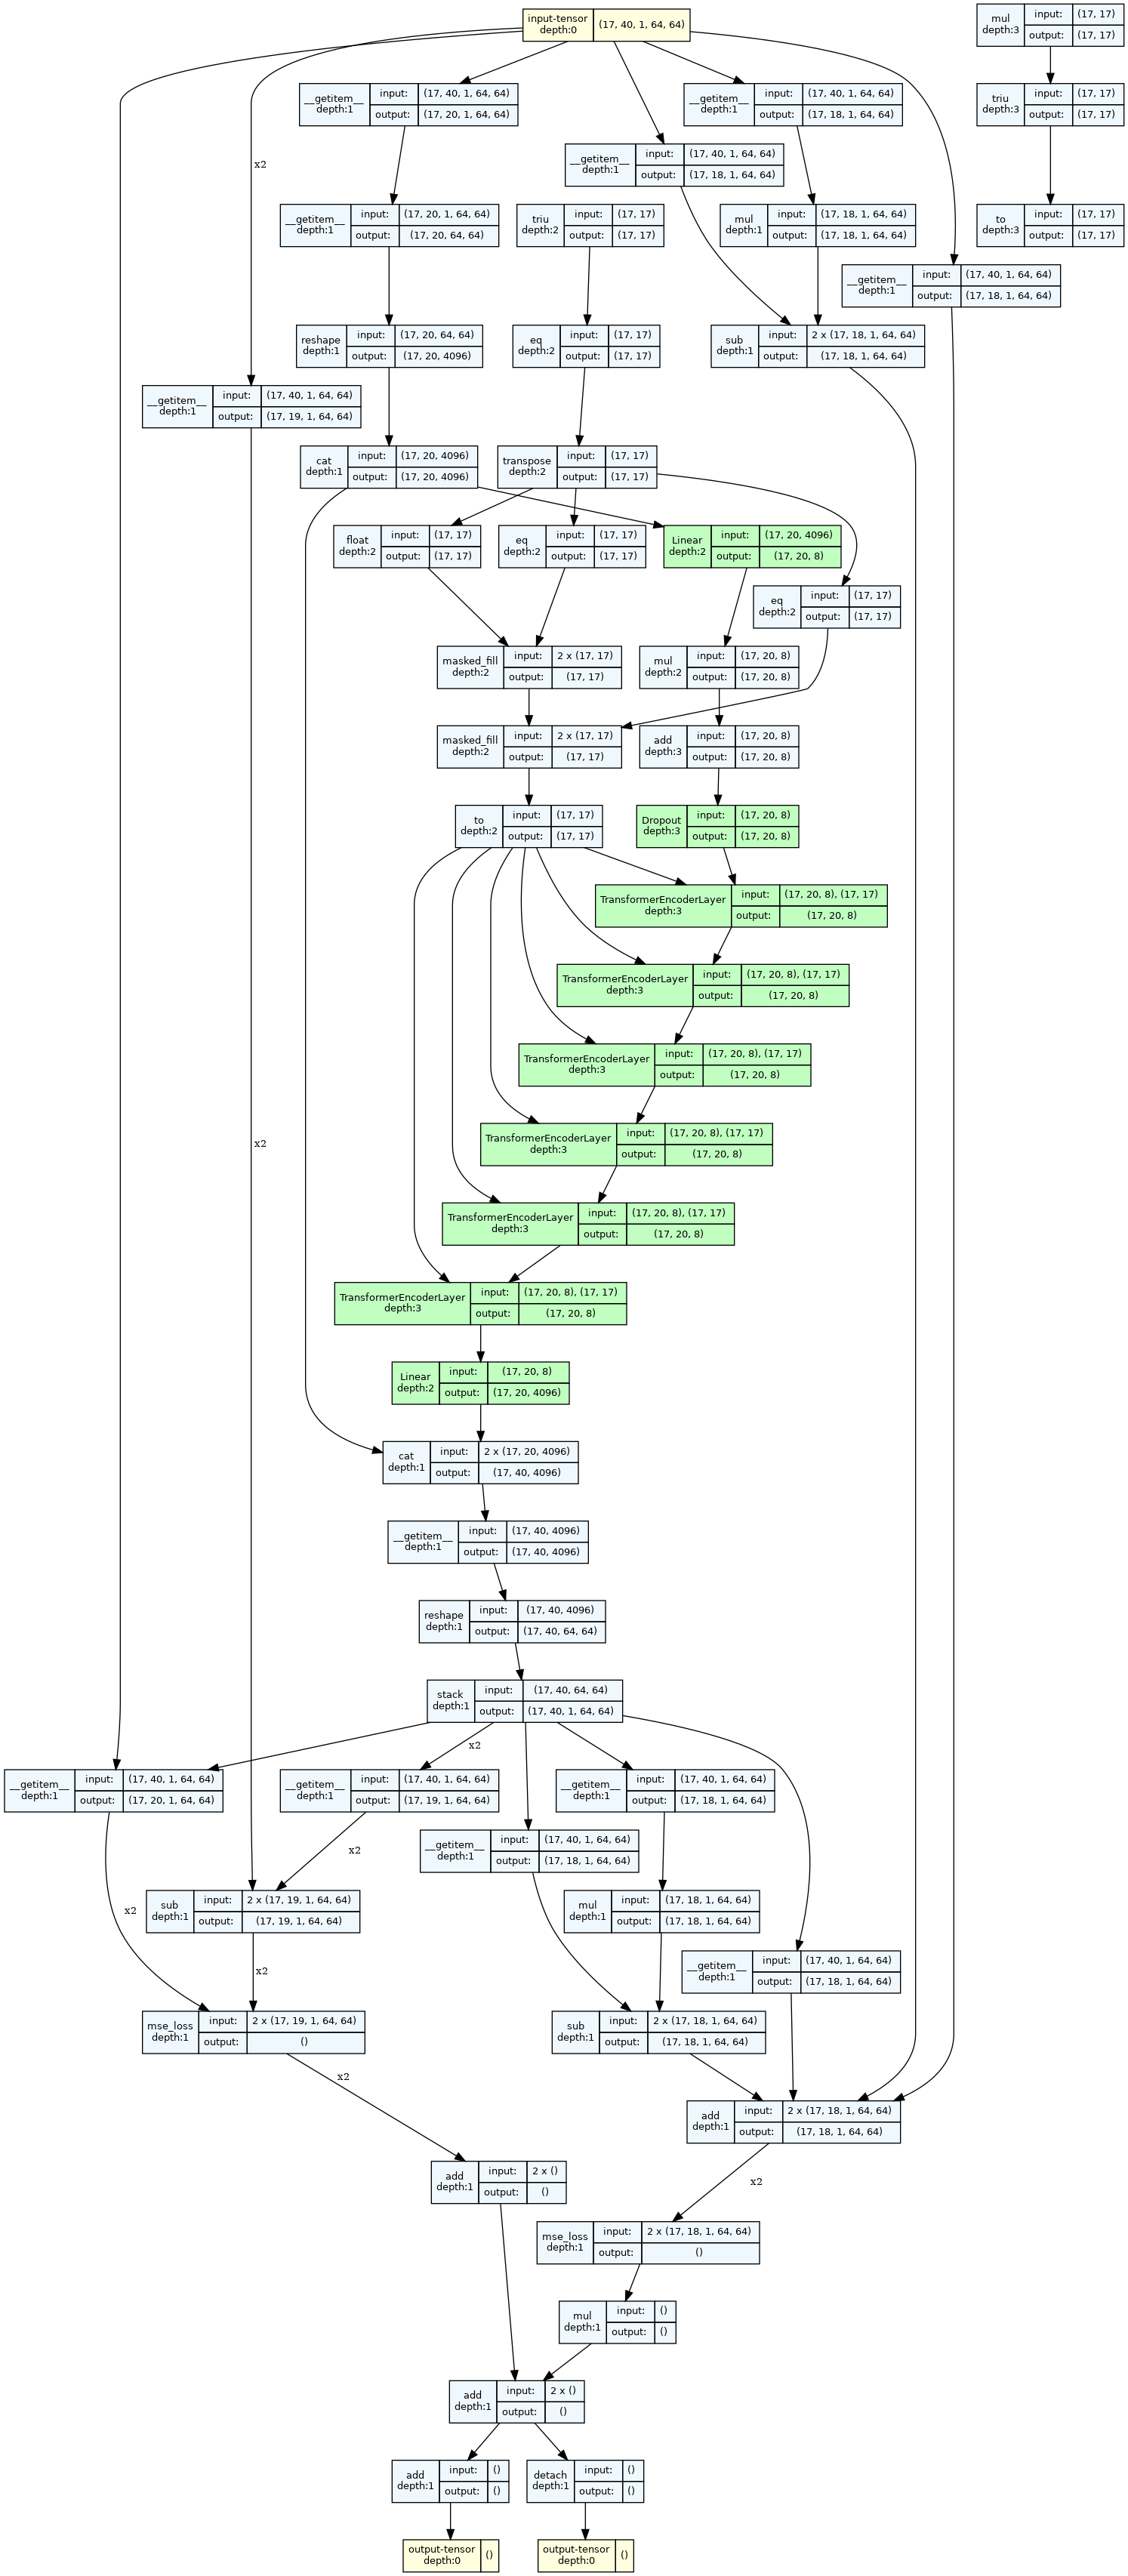 input-tensor
depth:0
(17, 40, 1, 64, 64)
mul
depth:3
input:
(17, 17)
output:
(17, 17)
__getitem__
depth:1
input:
(17, 40, 1, 64, 64)
output:
(17, 20, 1, 64, 64)
__getitem__
depth:1
input:
(17, 40, 1, 64, 64)
output:
(17, 18, 1, 64, 64)
triu
depth:3
input:
(17, 17)
output:
(17, 17)
x2
__getitem__
depth:1
input:
(17, 40, 1, 64, 64)
output:
(17, 18, 1, 64, 64)
__getitem__
depth:1
input:
(17, 20, 1, 64, 64)
output:
(17, 20, 64, 64)
triu
depth:2
input:
(17, 17)
output:
(17, 17)
mul
depth:1
input:
(17, 18, 1, 64, 64)
output:
(17, 18, 1, 64, 64)
to
depth:3
input:
(17, 17)
output:
(17, 17)
__getitem__
depth:1
input:
(17, 40, 1, 64, 64)
output:
(17, 18, 1, 64, 64)
reshape
depth:1
input:
(17, 20, 64, 64)
output:
(17, 20, 4096)
eq
depth:2
input:
(17, 17)
output:
(17, 17)
sub
depth:1
input:
2 x (17, 18, 1, 64, 64)
output:
(17, 18, 1, 64, 64)
__getitem__
depth:1
input:
(17, 40, 1, 64, 64)
output:
(17, 19, 1, 64, 64)
cat
depth:1
input:
(17, 20, 4096)
output:
(17, 20, 4096)
transpose
depth:2
input:
(17, 17)
output:
(17, 17)
float
depth:2
input:
(17, 17)
output:
(17, 17)
eq
depth:2
input:
(17, 17)
output:
(17, 17)
Linear
depth:2
input:
(17, 20, 4096)
output:
(17, 20, 8)
eq
depth:2
input:
(17, 17)
output:
(17, 17)
masked_fill
depth:2
input:
2 x (17, 17)
output:
(17, 17)
mul
depth:2
input:
(17, 20, 8)
output:
(17, 20, 8)
masked_fill
depth:2
input:
2 x (17, 17)
output:
(17, 17)
add
depth:3
input:
(17, 20, 8)
output:
(17, 20, 8)
to
depth:2
input:
(17, 17)
output:
(17, 17)
Dropout
depth:3
input:
(17, 20, 8)
output:
(17, 20, 8)
TransformerEncoderLayer
depth:3
input:
(17, 20, 8), (17, 17)
output:
(17, 20, 8)
TransformerEncoderLayer
depth:3
input:
(17, 20, 8), (17, 17)
output:
(17, 20, 8)
TransformerEncoderLayer
depth:3
input:
(17, 20, 8), (17, 17)
output:
(17, 20, 8)
TransformerEncoderLayer
depth:3
input:
(17, 20, 8), (17, 17)
output:
(17, 20, 8)
x2
TransformerEncoderLayer
depth:3
input:
(17, 20, 8), (17, 17)
output:
(17, 20, 8)
TransformerEncoderLayer
depth:3
input:
(17, 20, 8), (17, 17)
output:
(17, 20, 8)
Linear
depth:2
input:
(17, 20, 8)
output:
(17, 20, 4096)
cat
depth:1
input:
2 x (17, 20, 4096)
output:
(17, 40, 4096)
__getitem__
depth:1
input:
(17, 40, 4096)
output:
(17, 40, 4096)
reshape
depth:1
input:
(17, 40, 4096)
output:
(17, 40, 64, 64)
stack
depth:1
input:
(17, 40, 64, 64)
output:
(17, 40, 1, 64, 64)
x2
__getitem__
depth:1
input:
(17, 40, 1, 64, 64)
output:
(17, 20, 1, 64, 64)
__getitem__
depth:1
input:
(17, 40, 1, 64, 64)
output:
(17, 19, 1, 64, 64)
__getitem__
depth:1
input:
(17, 40, 1, 64, 64)
output:
(17, 18, 1, 64, 64)
__getitem__
depth:1
input:
(17, 40, 1, 64, 64)
output:
(17, 18, 1, 64, 64)
x2
x2
sub
depth:1
input:
2 x (17, 19, 1, 64, 64)
output:
(17, 19, 1, 64, 64)
mul
depth:1
input:
(17, 18, 1, 64, 64)
output:
(17, 18, 1, 64, 64)
x2
__getitem__
depth:1
input:
(17, 40, 1, 64, 64)
output:
(17, 18, 1, 64, 64)
mse_loss
depth:1
input:
2 x (17, 19, 1, 64, 64)
output:
()
sub
depth:1
input:
2 x (17, 18, 1, 64, 64)
output:
(17, 18, 1, 64, 64)
x2
add
depth:1
input:
2 x (17, 18, 1, 64, 64)
output:
(17, 18, 1, 64, 64)
add
depth:1
input:
2 x ()
output:
()
x2
mse_loss
depth:1
input:
2 x (17, 18, 1, 64, 64)
output:
()
mul
depth:1
input:
()
output:
()
add
depth:1
input:
2 x ()
output:
()
add
depth:1
input:
()
output:
()
detach
depth:1
input:
()
output:
()
output-tensor
depth:0
()
output-tensor
depth:0
()